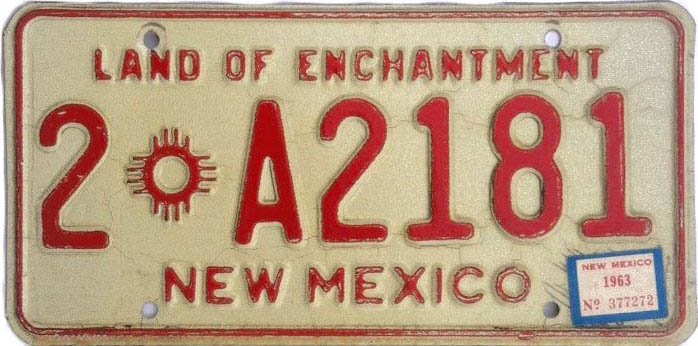 LAND OF ENCHANTMENT
2 A2181
NEW MEXICO
NEW MEXICO
1963
No. 377272